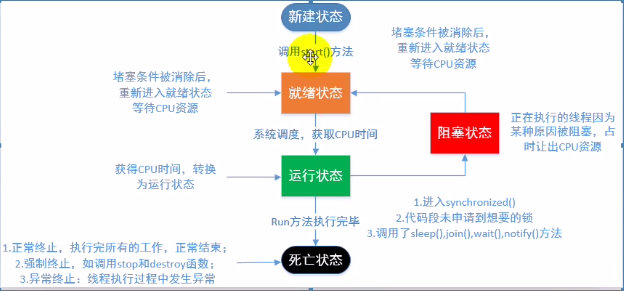 新建状态
调用start()方法
堵塞条件被消除后,
重新进入就绪状态
等待CPU资源
堵塞条件被消除后,
重新进入就绪状态
等待CPU资源
就绪状态
系统调度，获取CPU时间
阻塞状态
正在执行的线程因为
某种原因被阻塞，占
时让出CPU资源
获得CPU时间，转换
为运行状态
运行状态
1.进入synchronized()
2.代码段未申请到想要的锁
3.调用了sleep(),join(),wait(),notify()方法
Run方法执行完毕
1.正常终止，执行完所有的工作，正常结束；
2.强制终止，如调用stop和destroy函数；
3.异常终止：线程执行过程中发生异常
死亡状态